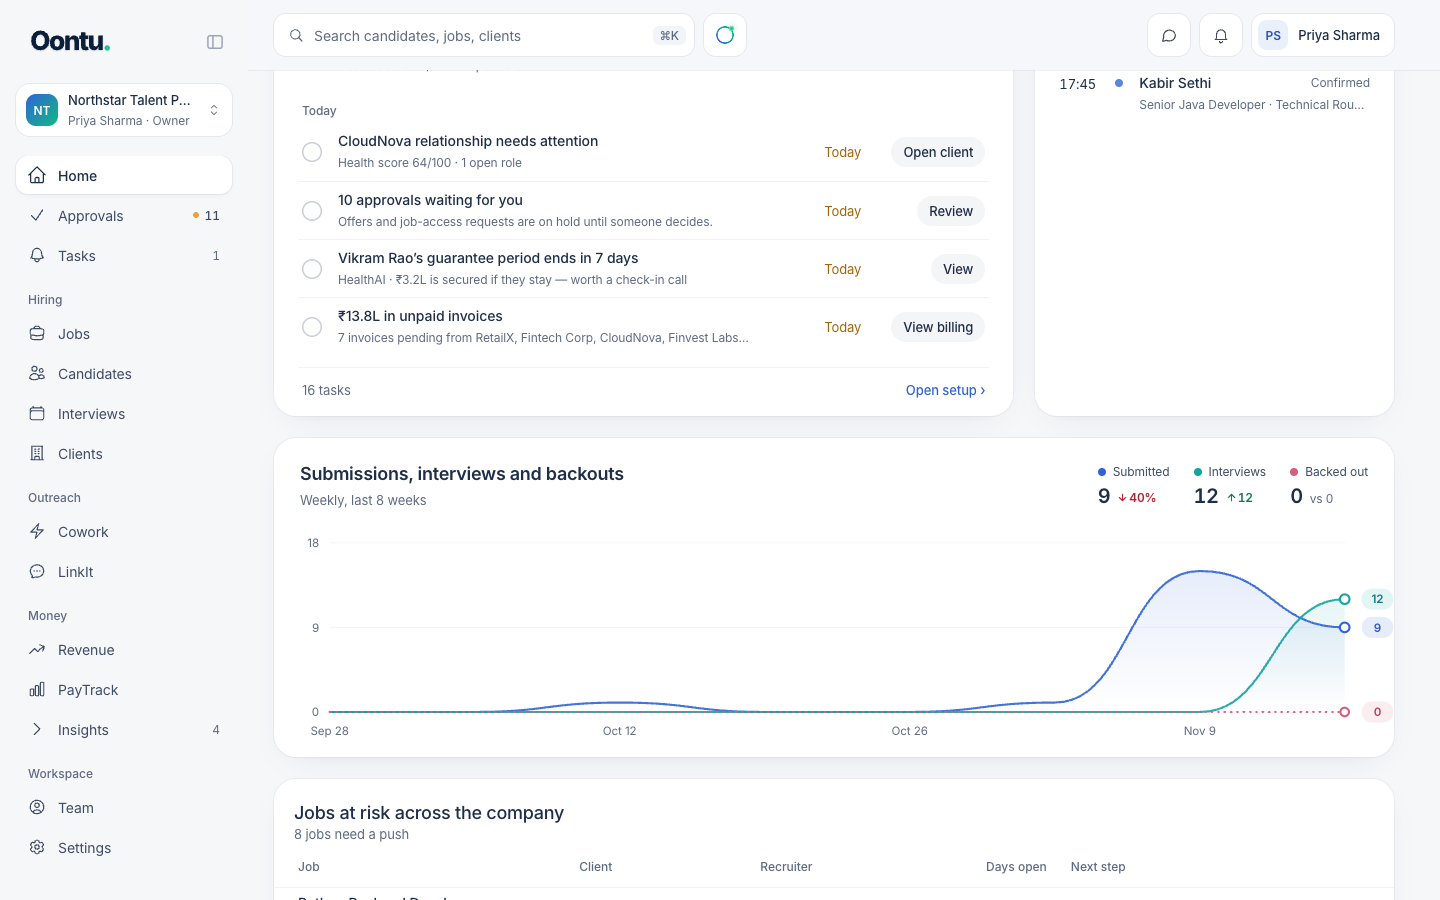 Oontu.
Search candidates, jobs, clients
⌘K
PS
Priya Sharma
NT
Northstar Talent P...
Priya Sharma · Owner
Home
Approvals
11
Tasks
1
Hiring
Jobs
Candidates
Interviews
Clients
Outreach
Cowork
LinkIt
Money
Revenue
PayTrack
Insights
4
Workspace
Team
Settings
Today
CloudNova relationship needs attention
Health score 64/100 · 1 open role
Today
Open client
10 approvals waiting for you
Offers and job-access requests are on hold until someone decides.
Today
Review
Vikram Rao’s guarantee period ends in 7 days
HealthAI · ₹3.2L is secured if they stay — worth a check-in call
Today
View
₹13.8L in unpaid invoices
7 invoices pending from RetailX, Fintech Corp, CloudNova, Finvest Labs...
Today
View billing
16 tasks
Open setup ›
17:45
Kabir Sethi
Confirmed
Senior Java Developer · Technical Rou...
Submissions, interviews and backouts
Weekly, last 8 weeks
Submitted
9 ↓40%
Interviews
12 ↑12
Backed out
0 vs 0
18
9
0
12
9
0
Sep 28
Oct 12
Oct 26
Nov 9
Jobs at risk across the company
8 jobs need a push
Job
Client
Recruiter
Days open
Next step